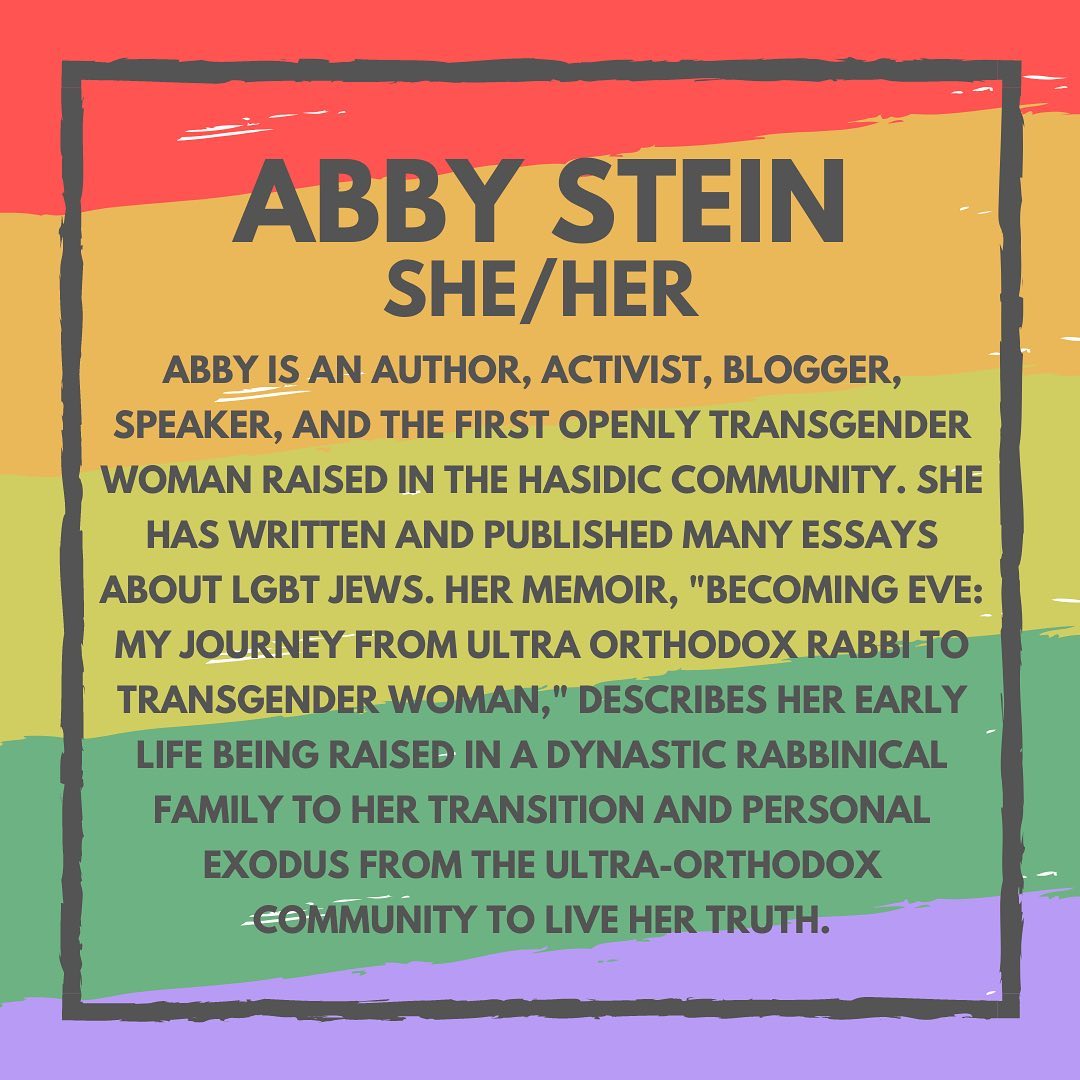 ABBY STEIN
SHE/HER
ABBY IS AN AUTHOR, ACTIVIST, BLOGGER,
SPEAKER, AND THE FIRST OPENLY TRANSGENDER
WOMAN RAISED IN THE HASIDIC COMMUNITY. SHE
HAS WRITTEN AND PUBLISHED MANY ESSAYS
ABOUT LGBT JEWS. HER MEMOIR, "BECOMING EVE:
MY JOURNEY FROM ULTRA ORTHODOX RABBI TO
TRANSGENDER WOMAN," DESCRIBES HER EARLY
LIFE BEING RAISED IN A DYNASTIC RABBINICAL
FAMILY TO HER TRANSITION AND PERSONAL
EXODUS FROM THE ULTRA-ORTHODOX
COMMUNITY TO LIVE HER TRUTH.